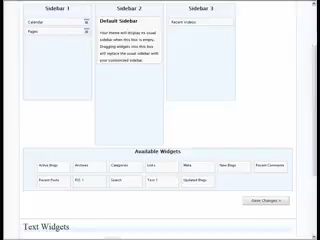 Sidebar 1
Sidebar 2
Sidebar 3
Calendar
Pages
Default Sidebar
Your theme will display its usual
sidebar when this box is empty.
Dragging widgets into this box
will replace the usual sidebar with
your customized sidebar.
Recent Videos
Available Widgets
Active Blogs
Archives
Categories
Links
Meta
New Blogs
Recent Comments
Recent Posts
RSS 1
Search
Text 1
Updated Blogs
Save Changes »
Text Widgets